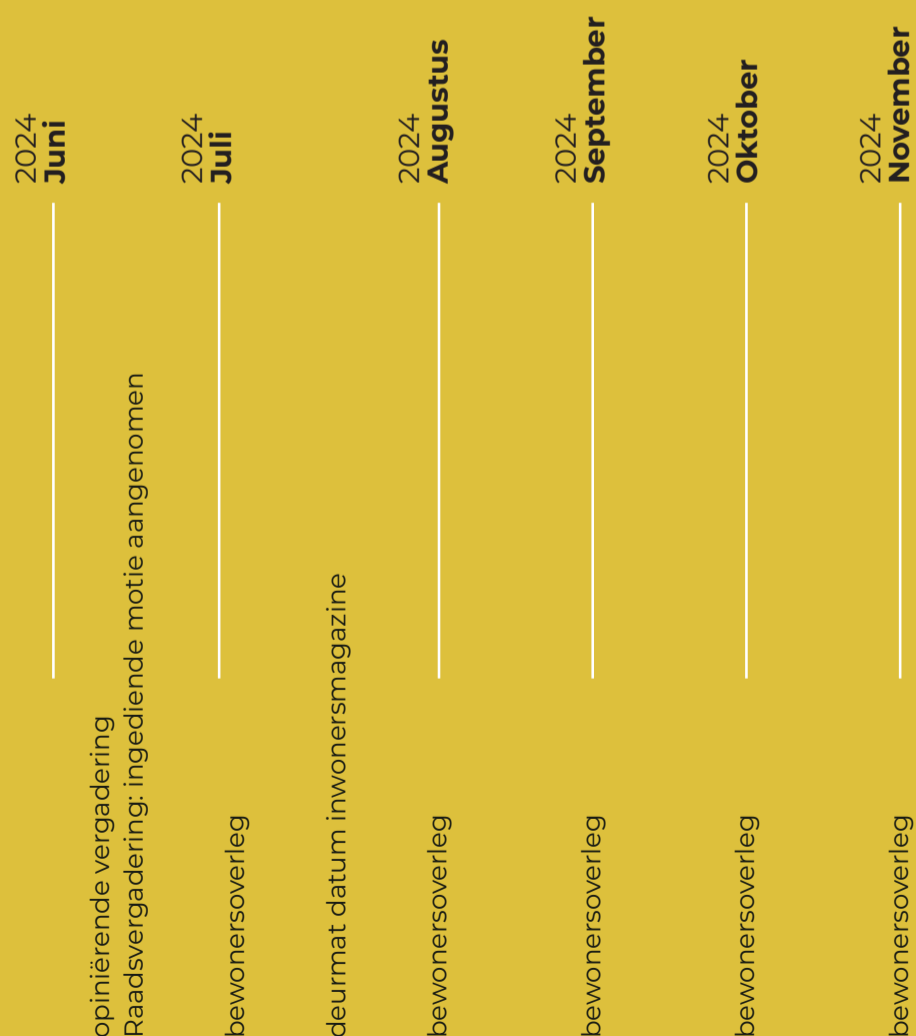 2024
Juni
opiniërende vergadering
Raadsvergadering: ingediende motie aangenomen
2024
Juli
bewonersoverleg
deurmat datum inwonersmagazine
2024
Augustus
bewonersoverleg
2024
September
bewonersoverleg
2024
Oktober
bewonersoverleg
2024
November
bewonersoverleg